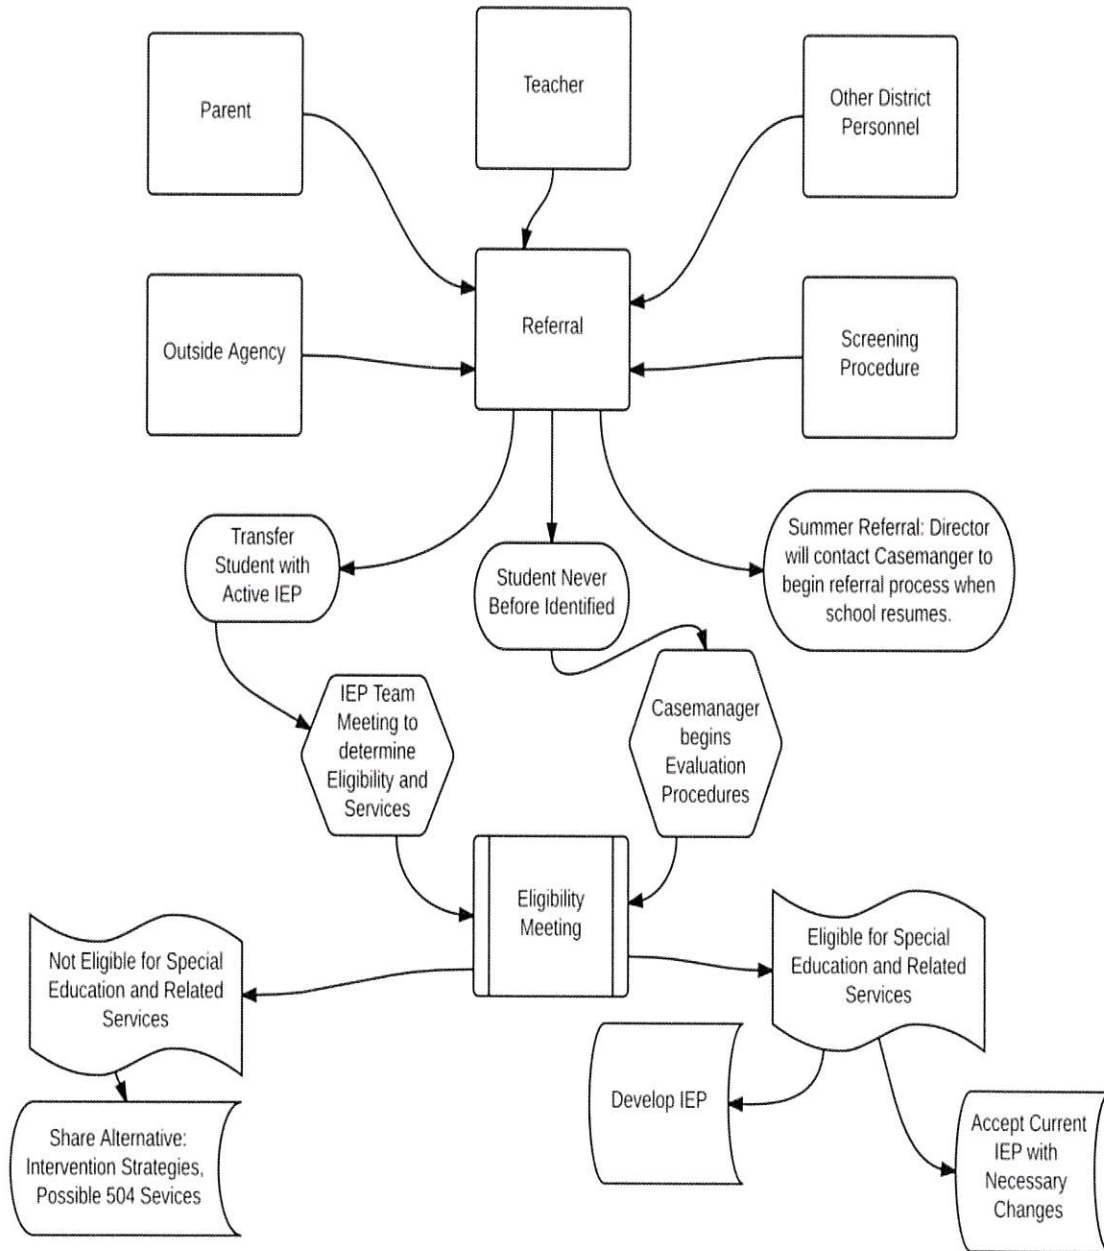 Parent
Teacher
Other District
Personnel
Outside Agency
Referral
Screening
Procedure
Transfer
Student with
Active IEP
Student Never
Before Identified
Summer Referral: Director
will contact Casemanger to
begin referral process when
school resumes.
IEP Team
Meeting to
determine
Eligibility and
Services
Casemanager
begins
Evaluation
Procedures
Eligibility
Meeting
Not Eligible for Special
Education and Related
Services
Eligible for Special
Education and Related
Services
Share Alternative:
Intervention Strategies,
Possible 504 Sevices
Develop IEP
Accept Current
IEP with
Necessary
Changes